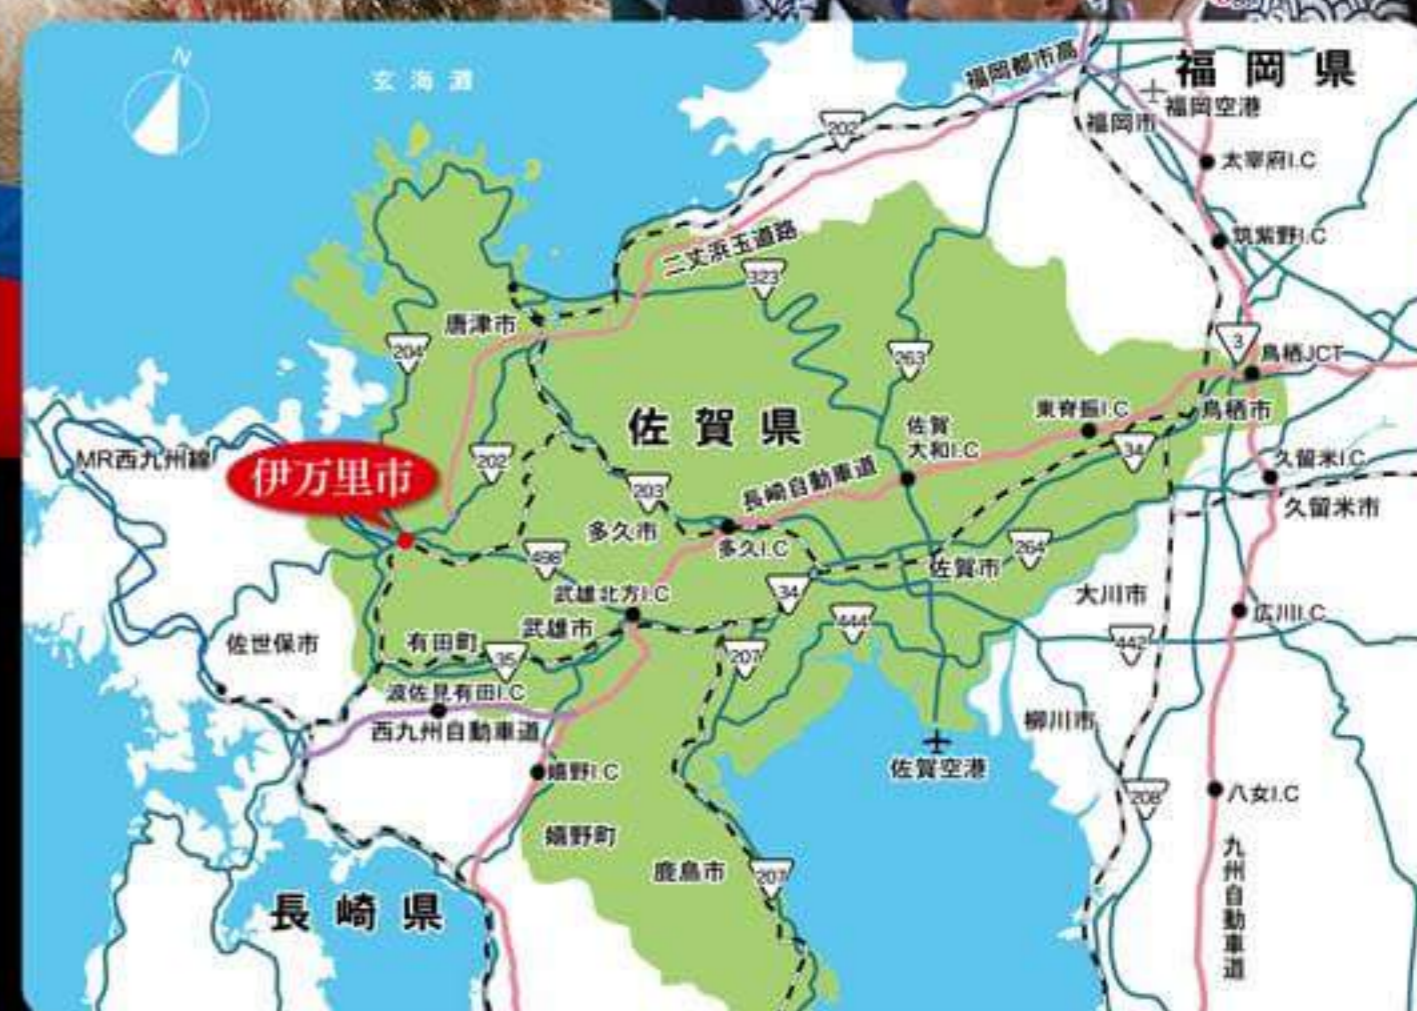 N
玄海灘
福岡都市高
福岡県
福岡空港
福岡市
202
太宰府I.C
筑紫野I.C
二丈浜玉道路
323
唐津市
204
263
3
鳥栖JCT
東脊振I.C
鳥栖市
佐賀県
佐賀
大和I.C
34
MR西九州線
伊万里市
202
203
長崎自動車道
久留米I.C
久留米市
多久市
多久I.C
498
264
佐賀市
34
武雄北方I.C
大川市
広川I.C
武雄市
有田町
佐世保市
35
207
444
442
波佐見有田I.C
西九州自動車道
柳川市
佐賀空港
嬉野I.C
208
八女I.C
嬉野町
鹿島市
207
長崎県
九州自動車道